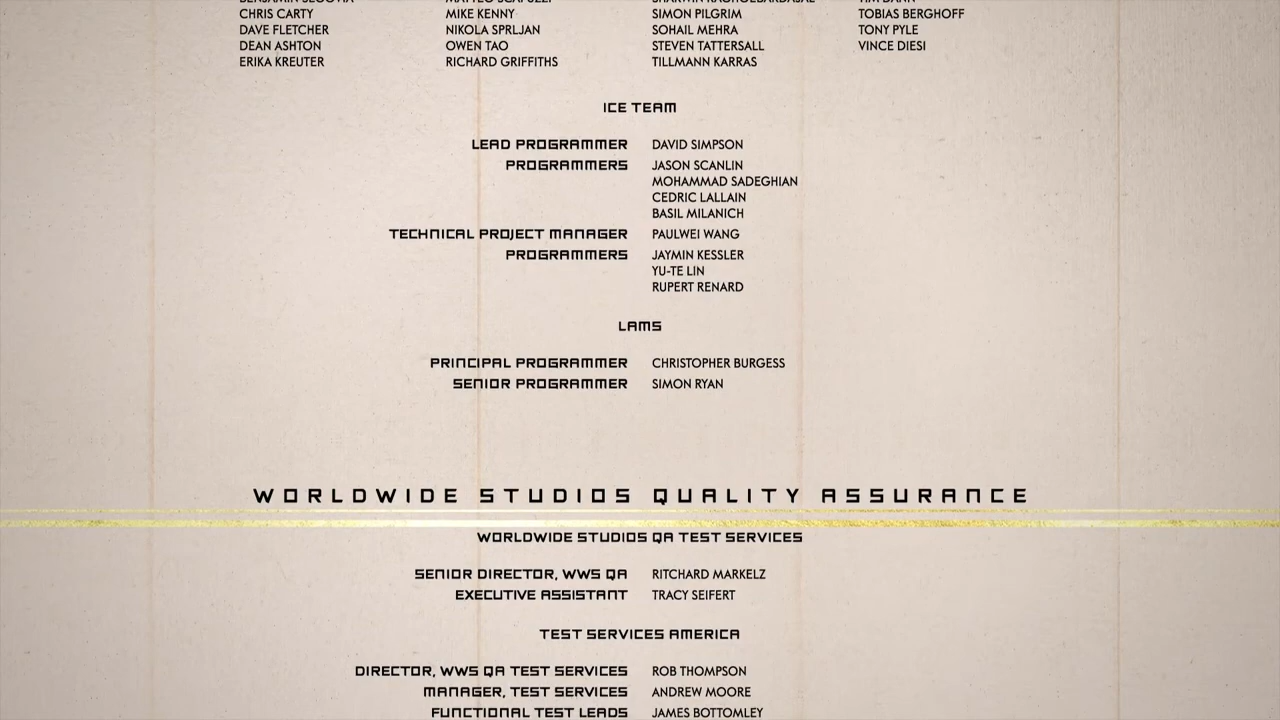 CHRIS CARTY MIKE KENNY SIMON PILGRIM TOBIAS BERGHOFF
DAVE FLETCHER NIKOLA SPRLJAN SOHAIL MEHRA TONY PYLE
DEAN ASHTON OWEN TAO STEVEN TATTERSALL VINCE DIESI
ERIKA KREUTER RICHARD GRIFFITHS TILLMANN KARRAS
ICE TEAM
LEAD PROGRAMMER DAVID SIMPSON
PROGRAMMERS JASON SCANLIN
MOHAMMAD SADEGHIAN
CEDRIC LALLAIN
BASIL MILANICH
TECHNICAL PROJECT MANAGER PAULWEI WANG
PROGRAMMERS JAYMIN KESSLER
YU-TE LIN
RUPERT RENARD
LAMS
PRINCIPAL PROGRAMMER CHRISTOPHER BURGESS
SENIOR PROGRAMMER SIMON RYAN
WORLDWIDE STUDIOS QUALITY ASSURANCE
WORLDWIDE STUDIOS QA TEST SERVICES
SENIOR DIRECTOR, WWS QA RITCHARD MARKELZ
EXECUTIVE ASSISTANT TRACY SEIFERT
TEST SERVICES AMERICA
DIRECTOR, WWS QA TEST SERVICES ROB THOMPSON
MANAGER, TEST SERVICES ANDREW MOORE
FUNCTIONAL TEST LEADS JAMES BOTTOMLEY